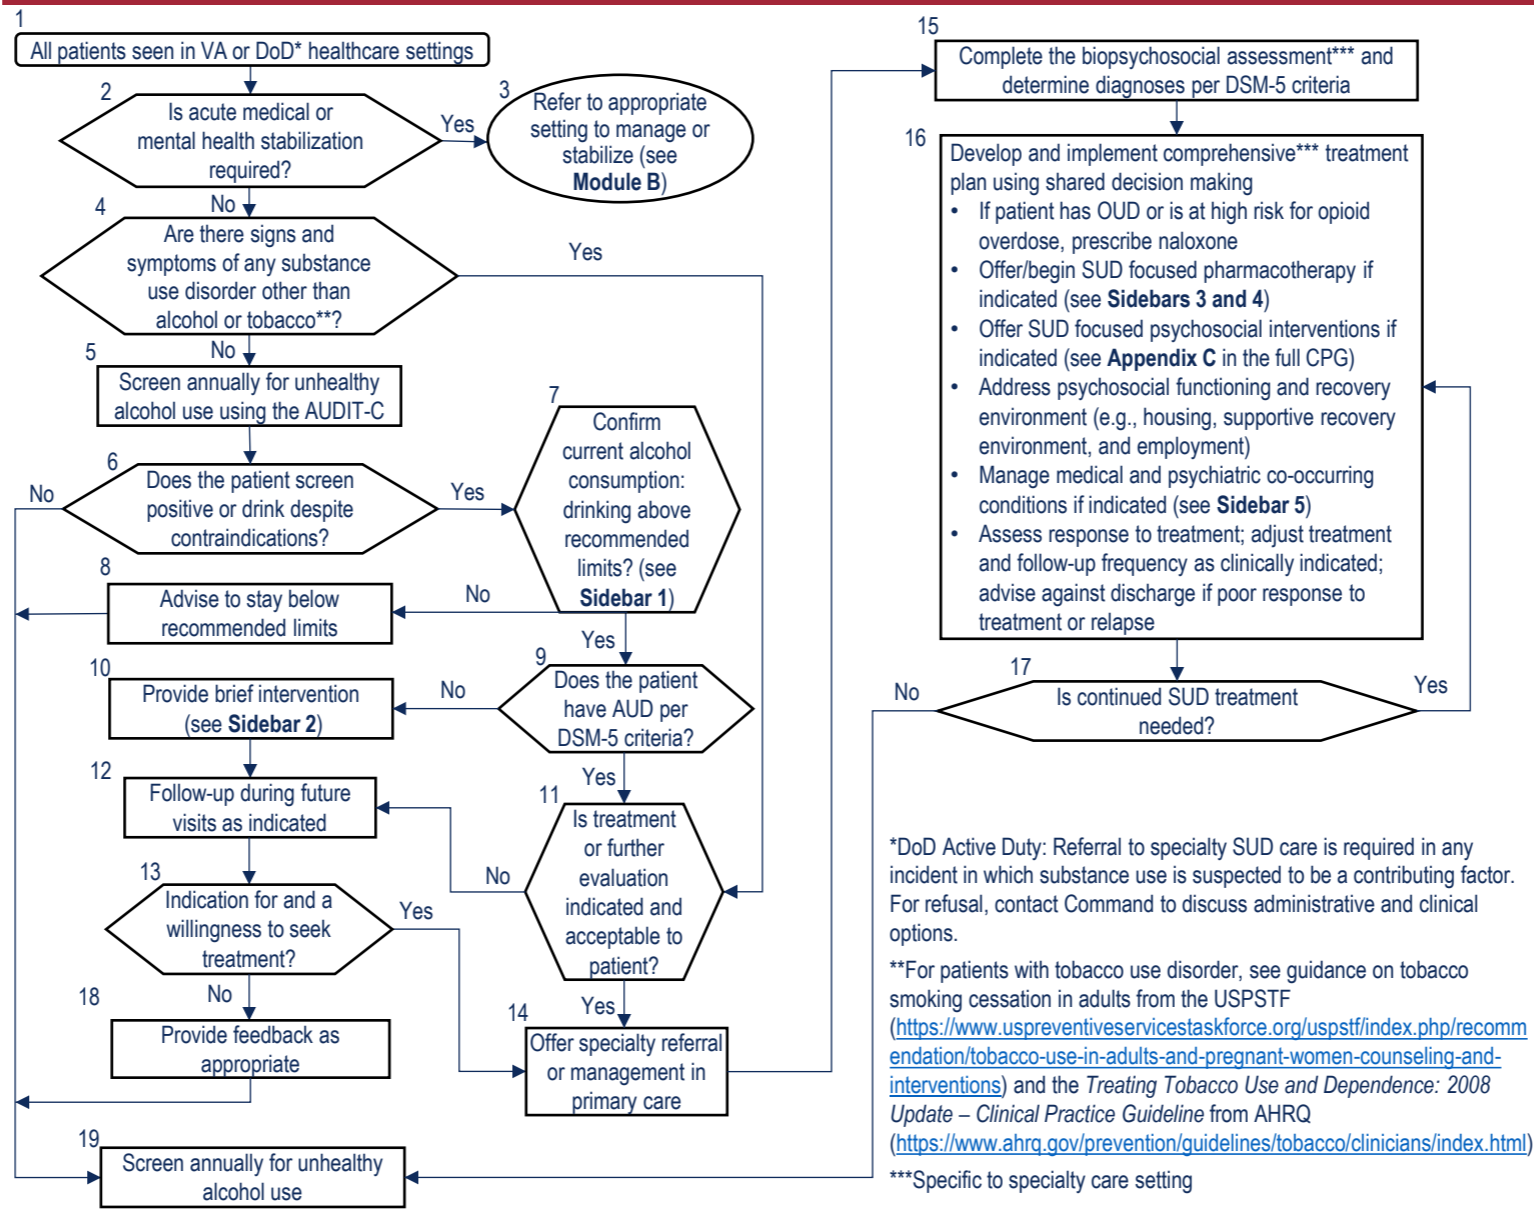 1
All patients seen in VA or DoD* healthcare settings
2
Is acute medical or
mental health stabilization
required?
Yes
3
Refer to appropriate
setting to manage or
stabilize (see
Module B)
No
4
Are there signs and
symptoms of any substance
use disorder other than
alcohol or tobacco**?
Yes
No
5
Screen annually for unhealthy
alcohol use using the AUDIT-C
6
Does the patient screen
positive or drink despite
contraindications?
No
Yes
7
Confirm
current alcohol
consumption:
drinking above
recommended
limits? (see
Sidebar 1)
No
8
Advise to stay below
recommended limits
Yes
9
Does the patient
have AUD per
DSM-5 criteria?
No
10
Provide brief intervention
(see Sidebar 2)
Yes
11
Is treatment
or further
evaluation
indicated and
acceptable to
patient?
No
12
Follow-up during future
visits as indicated
13
Indication for and a
willingness to seek
treatment?
Yes
No
Yes
14
Offer specialty referral
or management in
primary care
18
Provide feedback as
appropriate
19
Screen annually for unhealthy
alcohol use
15
Complete the biopsychosocial assessment*** and
determine diagnoses per DSM-5 criteria
16
Develop and implement comprehensive*** treatment
plan using shared decision making
• If patient has OUD or is at high risk for opioid
overdose, prescribe naloxone
• Offer/begin SUD focused pharmacotherapy if
indicated (see Sidebars 3 and 4)
• Offer SUD focused psychosocial interventions if
indicated (see Appendix C in the full CPG)
• Address psychosocial functioning and recovery
environment (e.g., housing, supportive recovery
environment, and employment)
• Manage medical and psychiatric co-occurring
conditions if indicated (see Sidebar 5)
• Assess response to treatment; adjust treatment
and follow-up frequency as clinically indicated;
advise against discharge if poor response to
treatment or relapse
17
Is continued SUD treatment
needed?
No
Yes
*DoD Active Duty: Referral to specialty SUD care is required in any
incident in which substance use is suspected to be a contributing factor.
For refusal, contact Command to discuss administrative and clinical
options.
**For patients with tobacco use disorder, see guidance on tobacco
smoking cessation in adults from the USPSTF
(https://www.uspreventiveservicestaskforce.org/uspstf/index.php/recomm
endation/tobacco-use-in-adults-and-pregnant-women-counseling-and-
interventions) and the Treating Tobacco Use and Dependence: 2008
Update – Clinical Practice Guideline from AHRQ
(https://www.ahrq.gov/prevention/guidelines/tobacco/clinicians/index.html)
***Specific to specialty care setting